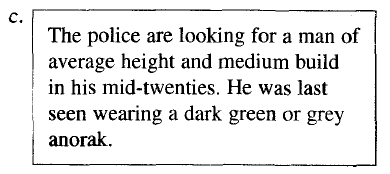 c.
The police are looking for a man of
average height and medium build
in his mid-twenties. He was last
seen wearing a dark green or grey
anorak.